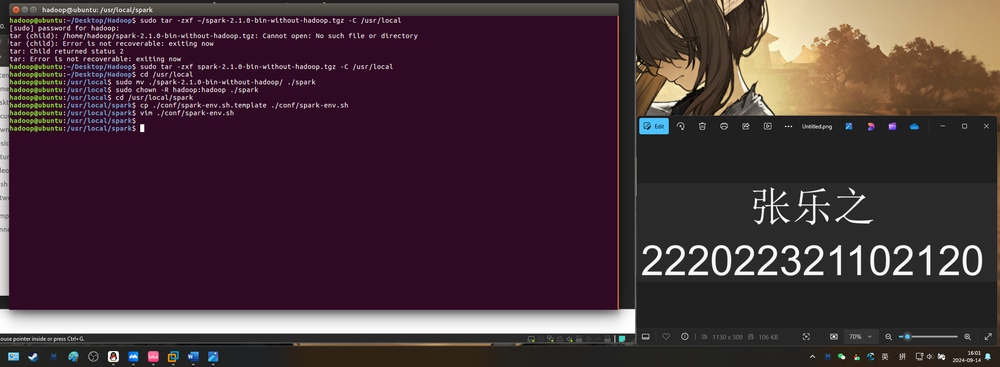 hadoop@ubuntu: /usr/local/spark
hadoop@ubuntu:~/Desktop/Hadoop$ sudo tar -zxf ~/spark-2.1.0-bin-without-hadoop.tgz -C /usr/local
[sudo] password for hadoop:
tar (child): /home/hadoop/spark-2.1.0-bin-without-hadoop.tgz: Cannot open: No such file or directory
tar (child): Error is not recoverable: exiting now
tar: Child returned status 2
tar: Error is not recoverable: exiting now
hadoop@ubuntu:~/Desktop/Hadoop$ sudo tar -zxf spark-2.1.0-bin-without-hadoop.tgz -C /usr/local
hadoop@ubuntu:~/Desktop/Hadoop$ cd /usr/local
hadoop@ubuntu:/usr/local$ sudo mv ./spark-2.1.0-bin-without-hadoop/ ./spark
hadoop@ubuntu:/usr/local$ sudo chown -R hadoop:hadoop ./spark
hadoop@ubuntu:/usr/local$ cd /usr/local/spark
hadoop@ubuntu:/usr/local/spark$ cp ./conf/spark-env.sh.template ./conf/spark-env.sh
hadoop@ubuntu:/usr/local/spark$ vim ./conf/spark-env.sh
hadoop@ubuntu:/usr/local/spark$
hadoop@ubuntu:/usr/local/spark$
Edit
Untitled.png
张乐之
222022321102120
1130 x 308
106 KB
70%
ouse pointer inside or press Ctrl+G.
英
拼
16:01
2024-09-14